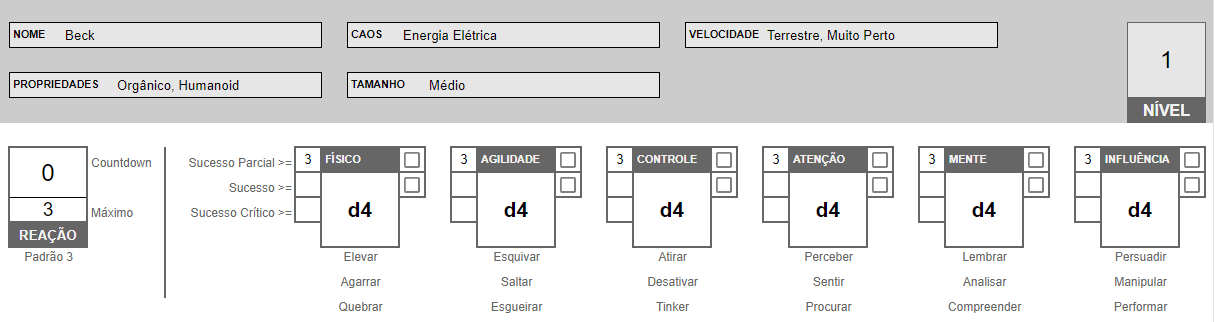 NOME Beck CAOS Energia Elétrica VELOCIDADE Terrestre, Muito Perto
1
PROPRIEDADES Orgânico, Humanoid TAMANHO Médio
NÍVEL
0 Countdown
3 Máximo
REAÇÃO
Padrão 3
Sucesso Parcial >= 3 FÍSICO 3 AGILIDADE 3 CONTROLE 3 ATENÇÃO 3 MENTE 3 INFLUÊNCIA
Sucesso >=
Sucesso Crítico >= d4 d4 d4 d4 d4 d4
Elevar Esquivar Atirar Perceber Lembrar Persuadir
Agarrar Saltar Desativar Sentir Analisar Manipular
Quebrar Esgueirar Tinker Procurar Compreender Performar